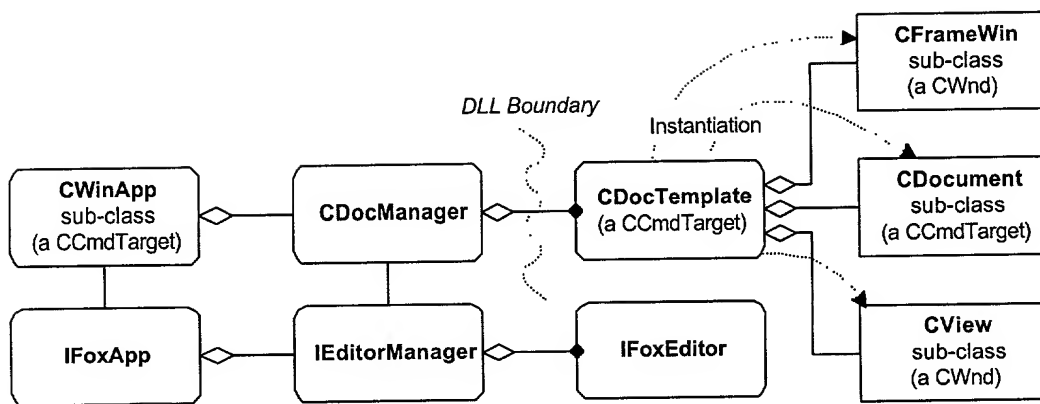 CFrameWin
sub-class
(a CWnd)
DLL Boundary
Instantiation
CWinApp
sub-class
(a CCmdTarget)
CDocManager
CDocTemplate
(a CCmdTarget)
CDocument
sub-class
(a CCmdTarget)
IFoxApp
IEditorManager
IFoxEditor
CView
sub-class
(a CWnd)